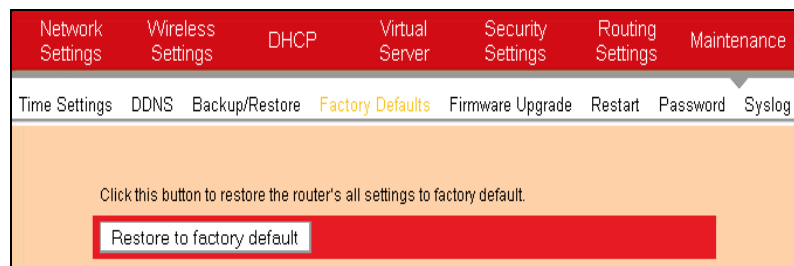 Network Settings
Wireless Settings
DHCP
Virtual Server
Security Settings
Routing Settings
Maintenance
Time Settings DDNS Backup/Restore Factory Defaults Firmware Upgrade Restart Password Syslog
Click this button to restore the router's all settings to factory default.
Restore to factory default